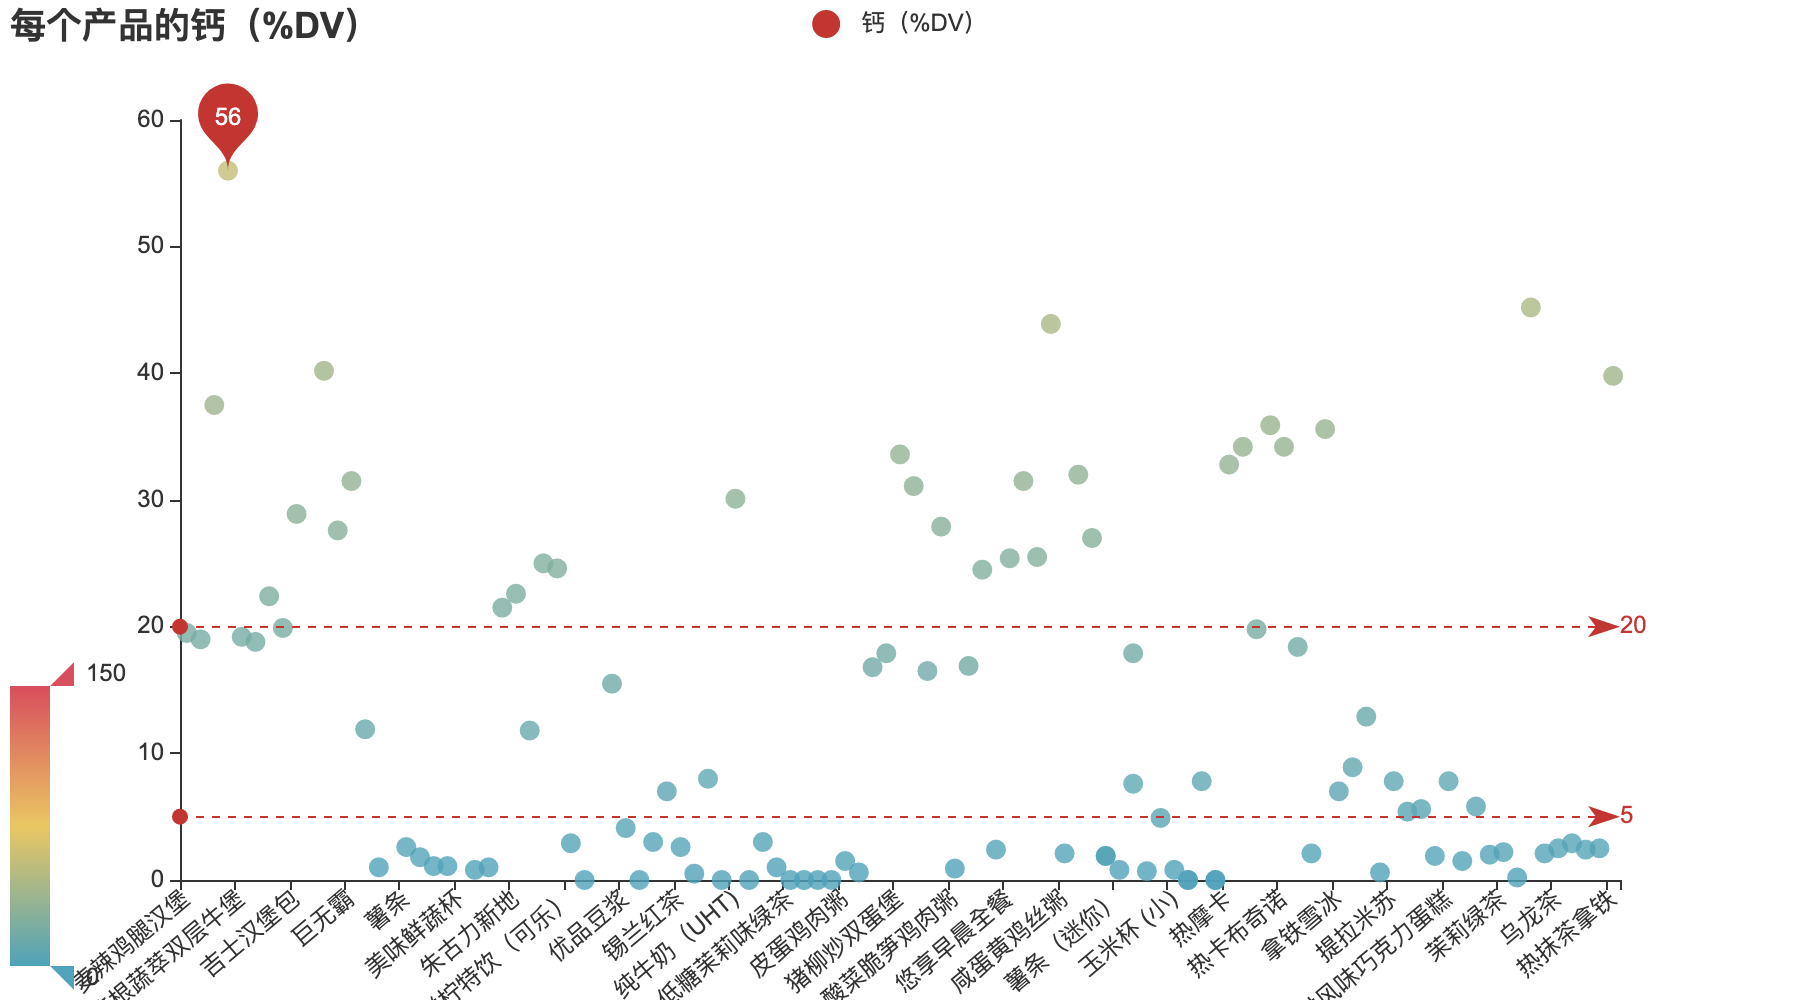 每个产品的钙（%DV）
钙（%DV）
56
60
50
40
30
20
10
0
20
5
150
0
麦辣鸡腿汉堡
根蔬萃双层牛堡
吉士汉堡包
巨无霸
薯条
美味鲜蔬杯
朱古力新地
柠特饮（可乐）
优品豆浆
锡兰红茶
纯牛奶（UHT）
低糖茉莉味绿茶
皮蛋鸡肉粥
猪柳炒双蛋堡
酸菜脆笋鸡肉粥
悠享早晨全餐
咸蛋黄鸡丝粥
薯条（迷你）
玉米杯 (小)
热摩卡
热卡布奇诺
拿铁雪冰
提拉米苏
风味巧克力蛋糕
茉莉绿茶
乌龙茶
热抹茶拿铁